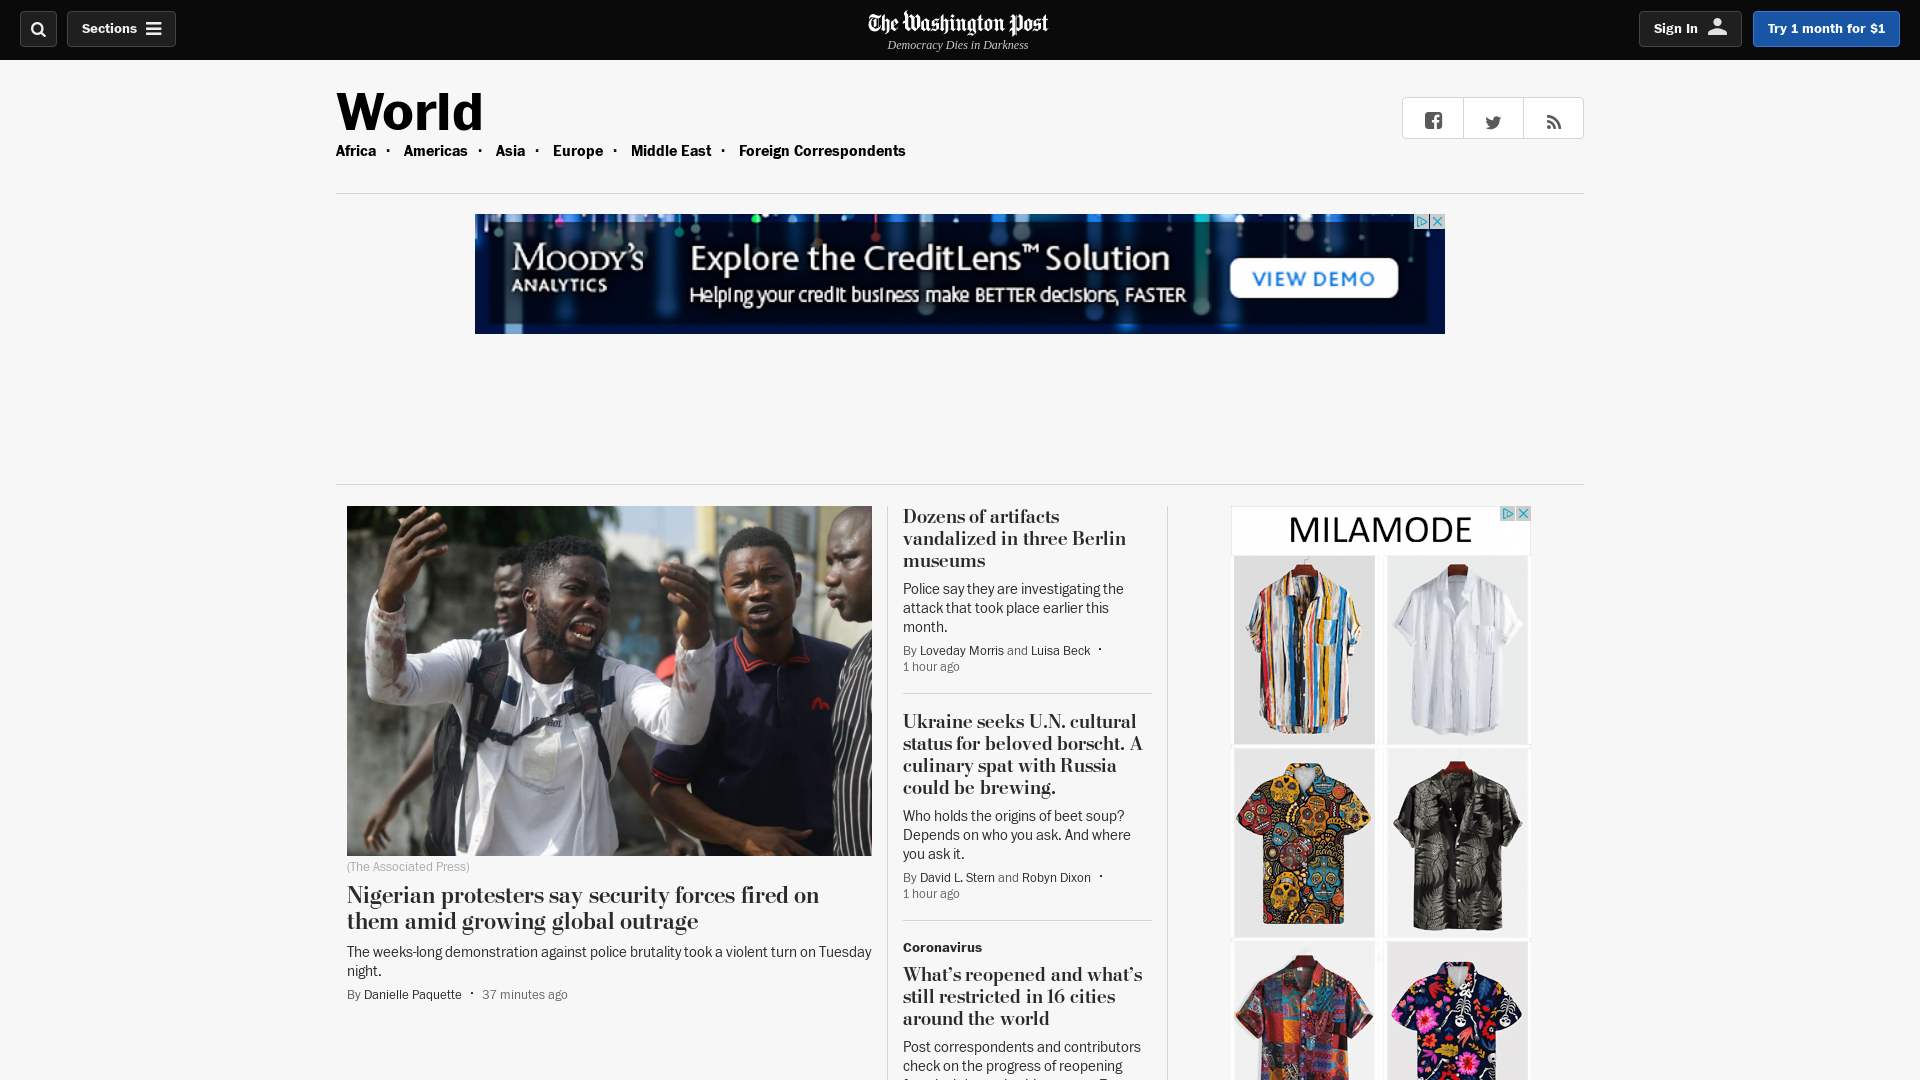 Sections
The Washington Post
Democracy Dies in Darkness
Sign In
Try 1 month for $1
World
Africa · Americas · Asia · Europe · Middle East · Foreign Correspondents
MOODY'S
ANALYTICS
Explore the CreditLens™ Solution
Helping your credit business make BETTER decisions, FASTER
VIEW DEMO
(The Associated Press)
Nigerian protesters say security forces fired on
them amid growing global outrage
The weeks-long demonstration against police brutality took a violent turn on Tuesday
night.
By Danielle Paquette · 37 minutes ago
Dozens of artifacts
vandalized in three Berlin
museums
Police say they are investigating the
attack that took place earlier this
month.
By Loveday Morris and Luisa Beck ·
1 hour ago
Ukraine seeks U.N. cultural
status for beloved borscht. A
culinary spat with Russia
could be brewing.
Who holds the origins of beet soup?
Depends on who you ask. And where
you ask it.
By David L. Stern and Robyn Dixon ·
1 hour ago
Coronavirus
What's reopened and what's
still restricted in 16 cities
around the world
Post correspondents and contributors
check on the progress of reopening
MILAMODE